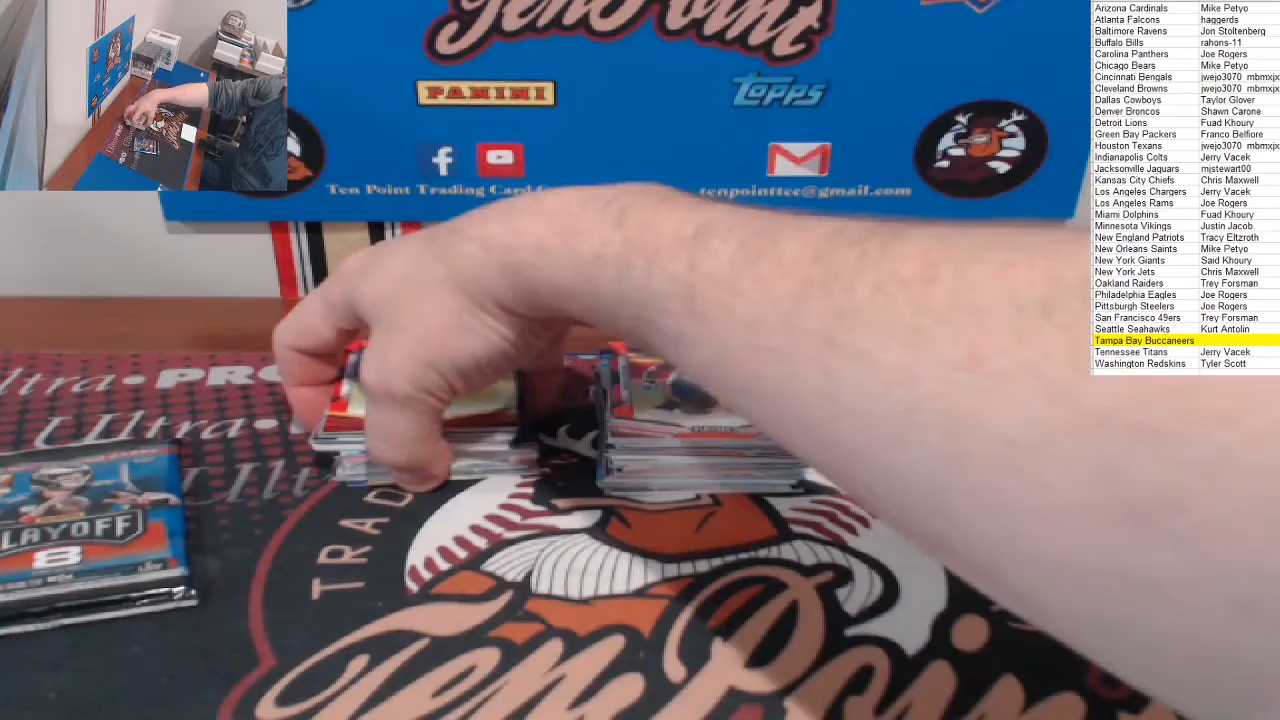 TenPoint
PANINI
TOPPS
Ten Point Trading Card
tenpointtcc@gmail.com
Ultra•PRO
Ultra•
TRAD
PLAYOFF
8
Ten Poin
Arizona Cardinals Mike Petyo
Atlanta Falcons haggerds
Baltimore Ravens Jon Stoltenberg
Buffalo Bills rahons-11
Carolina Panthers Joe Rogers
Chicago Bears Mike Petyo
Cincinnati Bengals jwejo3070 mbmxjx
Cleveland Browns jwejo3070 mbmxjx
Dallas Cowboys Taylor Glover
Denver Broncos Shawn Carone
Detroit Lions Fuad Khoury
Green Bay Packers Franco Belfiore
Houston Texans jwejo3070 mbmxjx
Indianapolis Colts Jerry Vacek
Jacksonville Jaguars mjstewart00
Kansas City Chiefs Chris Maxwell
Los Angeles Chargers Jerry Vacek
Los Angeles Rams Joe Rogers
Miami Dolphins Fuad Khoury
Minnesota Vikings Justin Jacob
New England Patriots Tracy Eltzroth
New Orleans Saints Mike Petyo
New York Giants Said Khoury
New York Jets Chris Maxwell
Oakland Raiders Trey Forsman
Philadelphia Eagles Joe Rogers
Pittsburgh Steelers Joe Rogers
San Francisco 49ers Trey Forsman
Seattle Seahawks Kurt Antolin
Tampa Bay Buccaneers
Tennessee Titans Jerry Vacek
Washington Redskins Tyler Scott